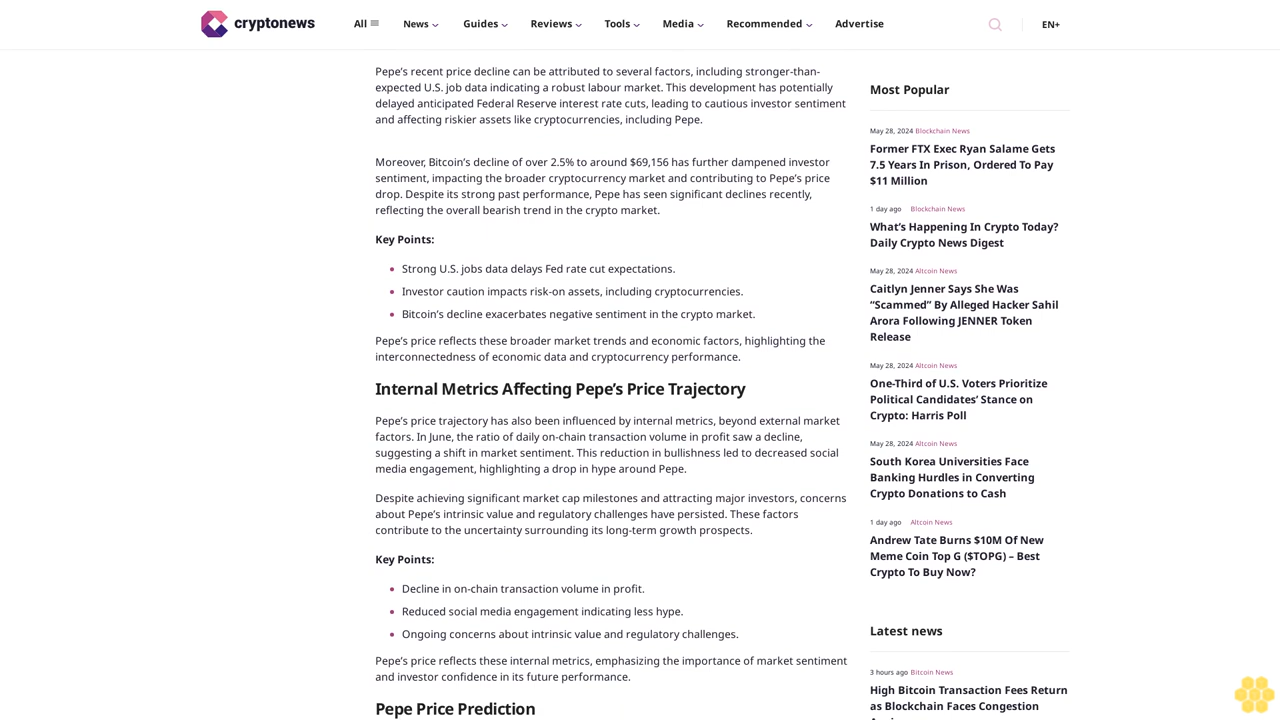 cryptonews
All
News
Guides
Reviews
Tools
Media
Recommended
Advertise
EN+
Pepe’s recent price decline can be attributed to several factors, including stronger-than-
expected U.S. job data indicating a robust labour market. This development has potentially
delayed anticipated Federal Reserve interest rate cuts, leading to cautious investor sentiment
and affecting riskier assets like cryptocurrencies, including Pepe.
Moreover, Bitcoin’s decline of over 2.5% to around $69,156 has further dampened investor
sentiment, impacting the broader cryptocurrency market and contributing to Pepe’s price
drop. Despite its strong past performance, Pepe has seen significant declines recently,
reflecting the overall bearish trend in the crypto market.
Key Points:
Strong U.S. jobs data delays Fed rate cut expectations.
Investor caution impacts risk-on assets, including cryptocurrencies.
Bitcoin’s decline exacerbates negative sentiment in the crypto market.
Pepe’s price reflects these broader market trends and economic factors, highlighting the
interconnectedness of economic data and cryptocurrency performance.
Internal Metrics Affecting Pepe’s Price Trajectory
Pepe’s price trajectory has also been influenced by internal metrics, beyond external market
factors. In June, the ratio of daily on-chain transaction volume in profit saw a decline,
suggesting a shift in market sentiment. This reduction in bullishness led to decreased social
media engagement, highlighting a drop in hype around Pepe.
Despite achieving significant market cap milestones and attracting major investors, concerns
about Pepe’s intrinsic value and regulatory challenges have persisted. These factors
contribute to the uncertainty surrounding its long-term growth prospects.
Key Points:
Decline in on-chain transaction volume in profit.
Reduced social media engagement indicating less hype.
Ongoing concerns about intrinsic value and regulatory challenges.
Pepe’s price reflects these internal metrics, emphasizing the importance of market sentiment
and investor confidence in its future performance.
Pepe Price Prediction
Most Popular
May 28, 2024 Blockchain News
Former FTX Exec Ryan Salame Gets
7.5 Years In Prison, Ordered To Pay
$11 Million
1 day ago Blockchain News
What’s Happening In Crypto Today?
Daily Crypto News Digest
May 28, 2024 Altcoin News
Caitlyn Jenner Says She Was
“Scammed” By Alleged Hacker Sahil
Arora Following JENNER Token
Release
May 28, 2024 Altcoin News
One-Third of U.S. Voters Prioritize
Political Candidates’ Stance on
Crypto: Harris Poll
May 28, 2024 Altcoin News
South Korea Universities Face
Banking Hurdles in Converting
Crypto Donations to Cash
1 day ago Altcoin News
Andrew Tate Burns $10M Of New
Meme Coin Top G ($TOPG) – Best
Crypto To Buy Now?
Latest news
3 hours ago Bitcoin News
High Bitcoin Transaction Fees Return
as Blockchain Faces Congestion